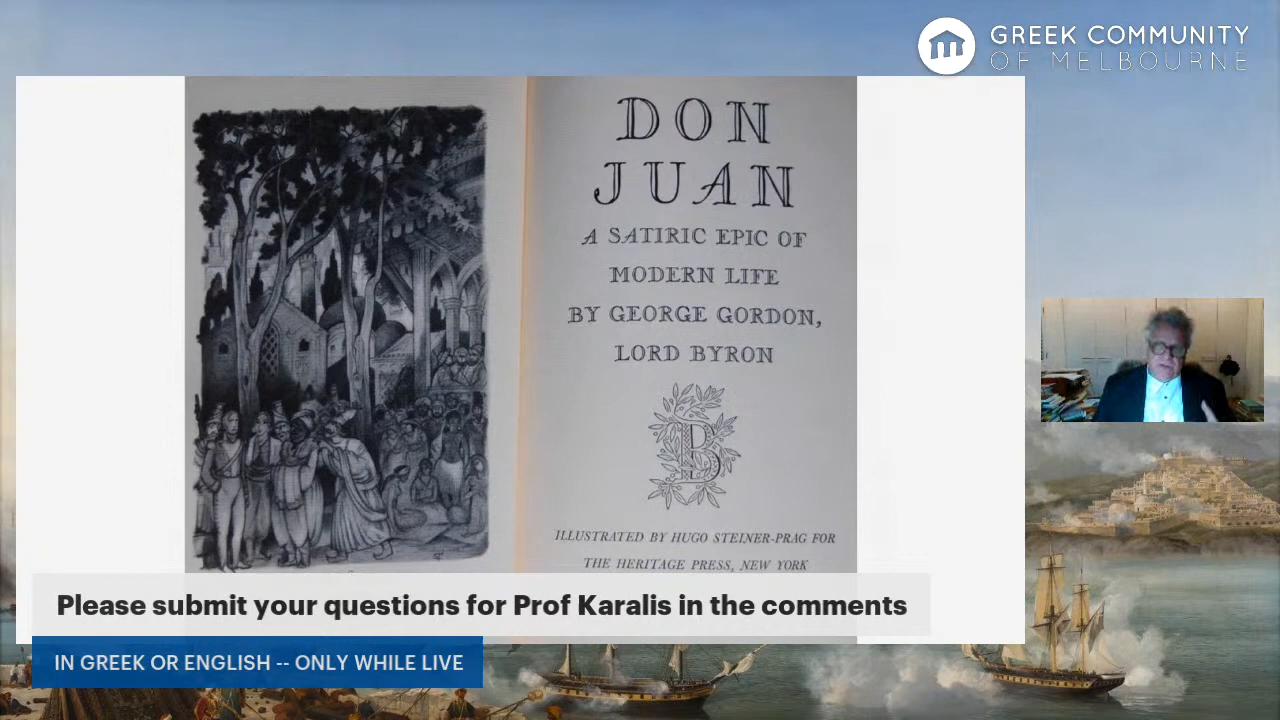 GREEK COMMUNITY
OF MELBOURNE
DON
JUAN
A SATIRIC EPIC OF
MODERN LIFE
BY GEORGE GORDON,
LORD BYRON
B
ILLUSTRATED BY HUGO STEINER-PRAG FOR
THE HERITAGE PRESS, NEW YORK
Please submit your questions for Prof Karalis in the comments
IN GREEK OR ENGLISH -- ONLY WHILE LIVE